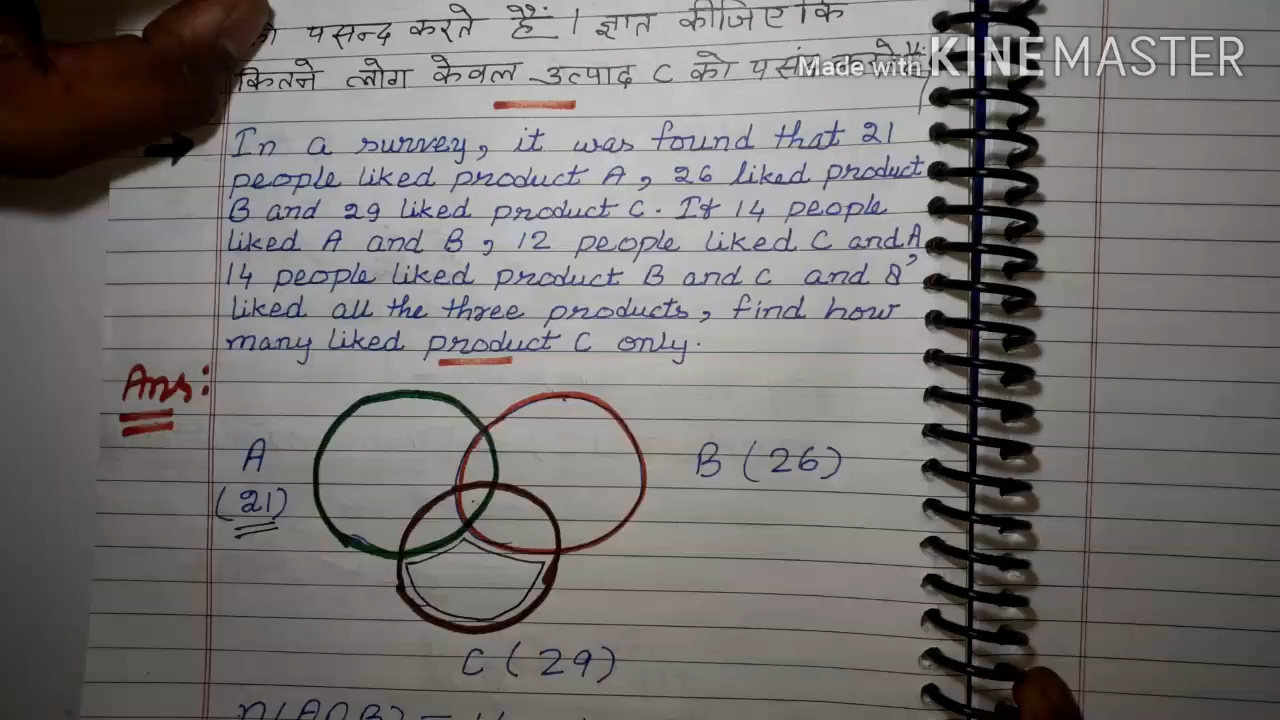 पसन्द करते हैं। ज्ञात कीजिए कि
कितने लोग केवल उत्पाद C को
Made with KINEMASTER
In a survey, it was found that 21
people liked product A, 26 liked product
B and 29 liked product C. If 14 people
liked A and B, 12 people liked C and A,
14 people liked product B and C and 8
liked all the three products, find how
many liked product C only.
Ans:
A
(21)
B (26)
C (29)